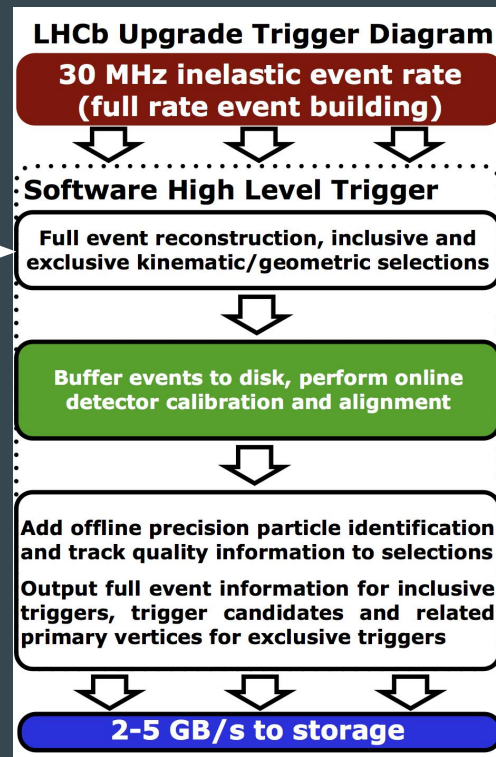 LHCb Upgrade Trigger Diagram
30 MHz inelastic event rate
(full rate event building)
Software High Level Trigger
Full event reconstruction, inclusive and
exclusive kinematic/geometric selections
Buffer events to disk, perform online
detector calibration and alignment
Add offline precision particle identification
and track quality information to selections
Output full event information for inclusive
triggers, trigger candidates and related
primary vertices for exclusive triggers
2-5 GB/s to storage